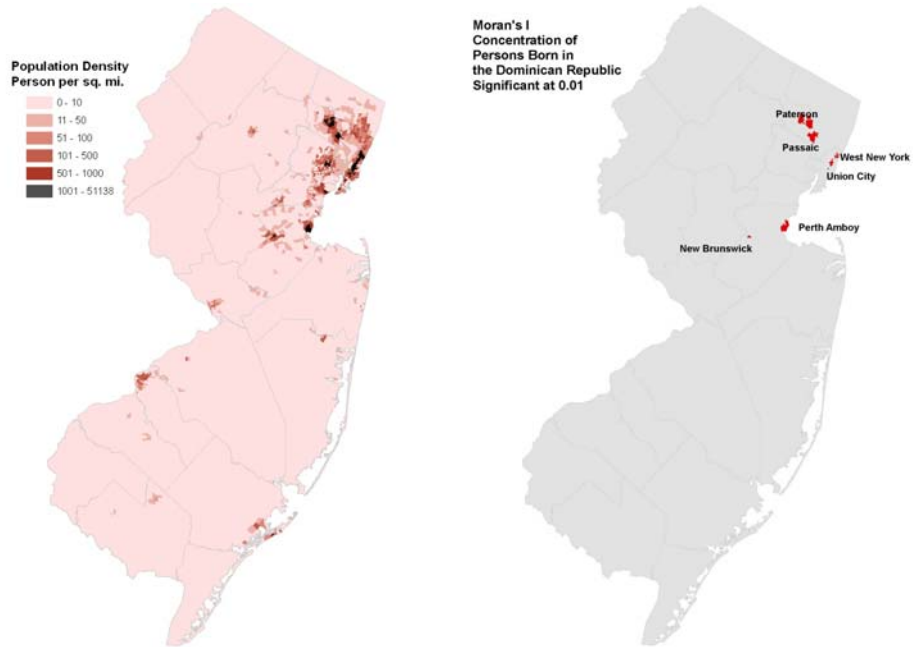 Population Density
Person per sq. mi.
0 - 10
11 - 50
51 - 100
101 - 500
501 - 1000
1001 - 51138
Moran's I
Concentration of
Persons Born in
the Dominican Republic
Significant at 0.01
Paterson
Passaic
West New York
Union City
Perth Amboy
New Brunswick